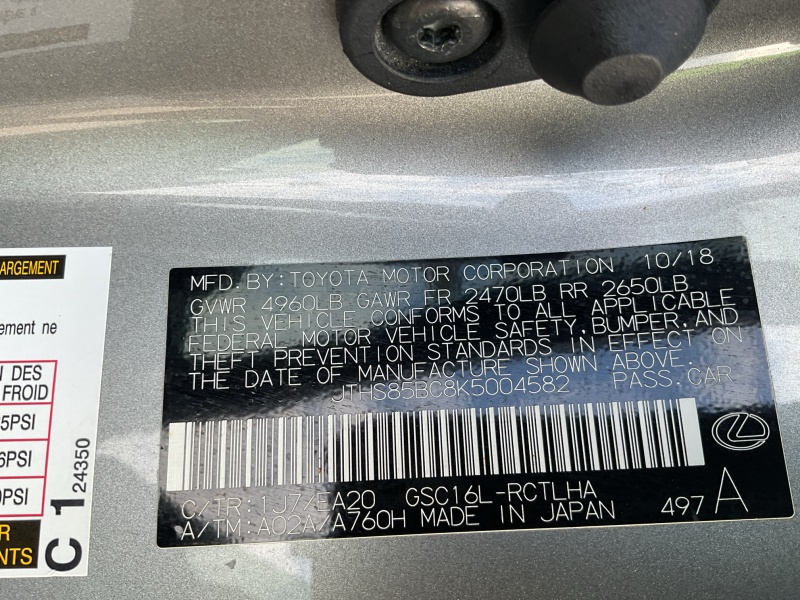 ARGEMENT
ement ne
N DES
FROID
5PSI
6PSI
0PSI
R
NTS
C 1 24350
MFD. BY: TOYOTA MOTOR CORPORATION 10/18
GVWR 4960LB GAWR FR 2470LB RR 2650LB
THIS VEHICLE CONFORMS TO ALL APPLICABLE
FEDERAL MOTOR VEHICLE SAFETY, BUMPER, AND
THEFT PREVENTION STANDARDS IN EFFECT ON
THE DATE OF MANUFACTURE SHOWN ABOVE.
JTHS85BC8K5004582 PASS. CAR
C/TR: 1J7/EA20 GSC16L-RCTLHA
A/TM: A02A/A760H MADE IN JAPAN 497 A